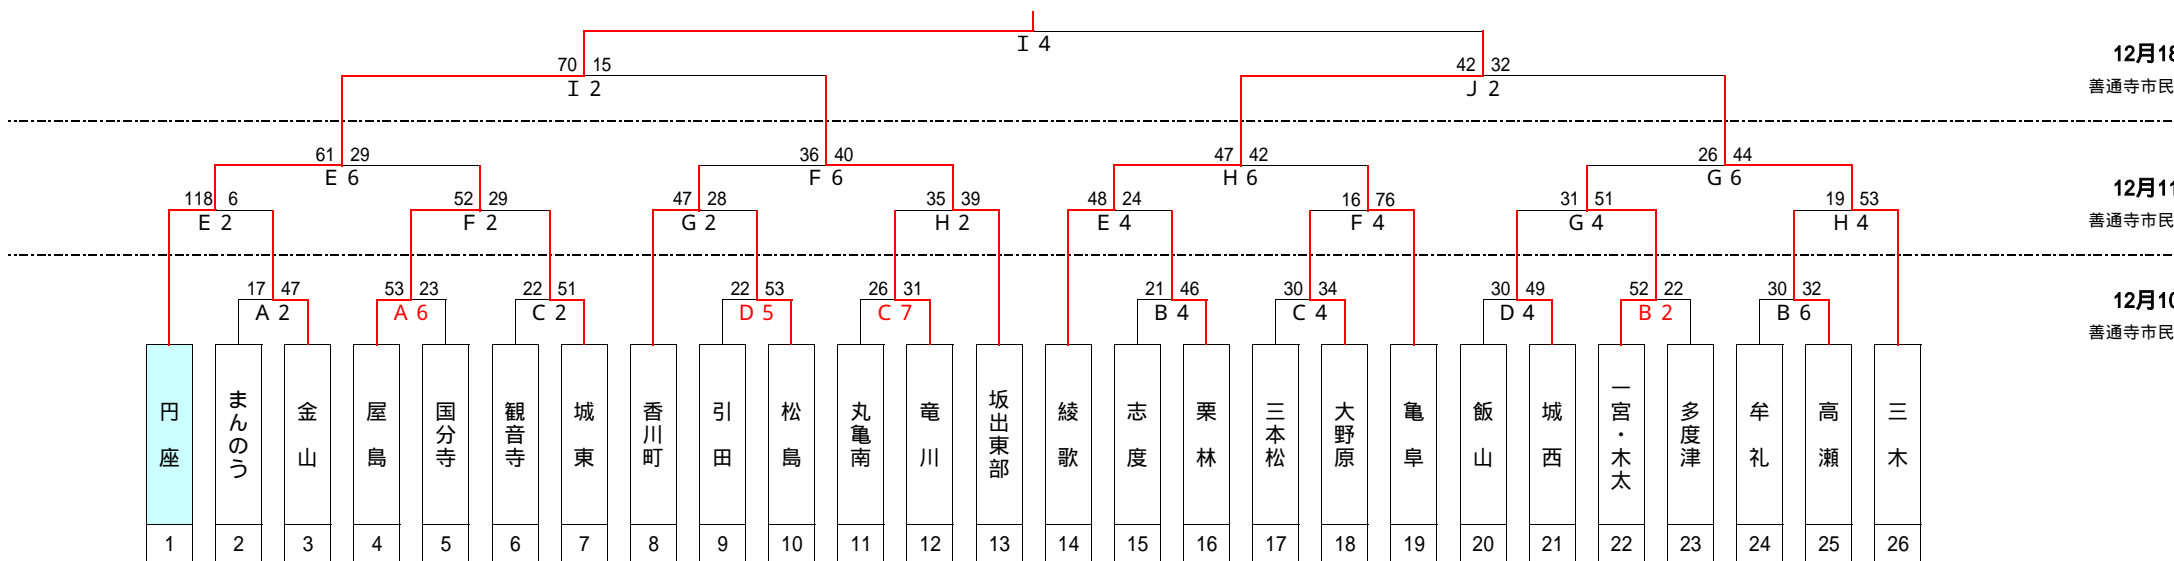 I 4
12月18
70 15
42 32
I 2
J 2
善通寺市民
61 29
36 40
47 42
26 44
E 6
F 6
H 6
G 6
12月11
118 6
52 29
47 28
35 39
48 24
16 76
31 51
19 53
E 2
F 2
G 2
H 2
E 4
F 4
G 4
H 4
善通寺市民
17 47
53 23
22 51
22 53
26 31
21 46
30 34
30 49
52 22
30 32
12月10
A 2
A 6
C 2
D 5
C 7
B 4
C 4
D 4
B 2
B 6
善通寺市民
円座
まんのう
金山
屋島
国分寺
観音寺
城東
香川町
引田
松島
丸亀南
竜川
坂出東部
綾歌
志度
栗林
三本松
大野原
亀阜
飯山
城西
一宮・木太
多度津
牟礼
高瀬
三木
1 2 3 4 5 6 7 8 9 10 11 12 13 14 15 16 17 18 19 20 21 22 23 24 25 26